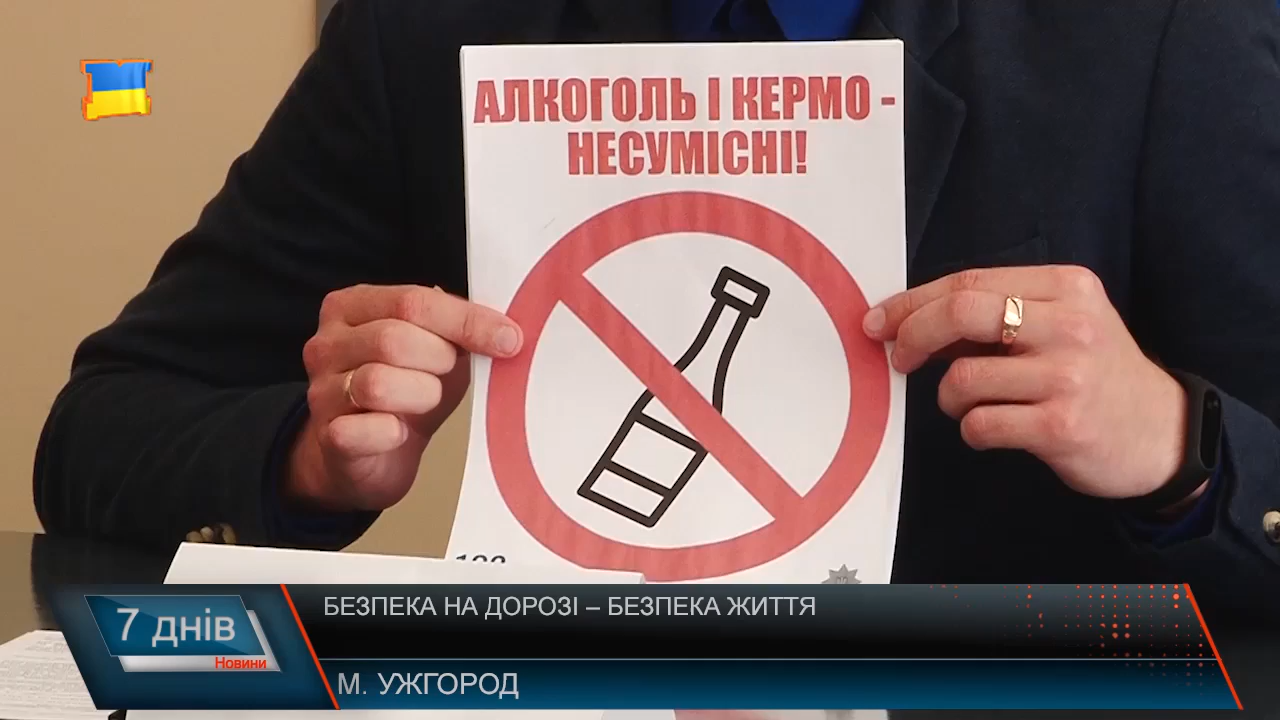 АЛКОГОЛЬ І КЕРМО -
НЕСУМІСНІ!
7 днів
Новини
БЕЗПЕКА НА ДОРОЗІ – БЕЗПЕКА ЖИТТЯ
М. УЖГОРОД